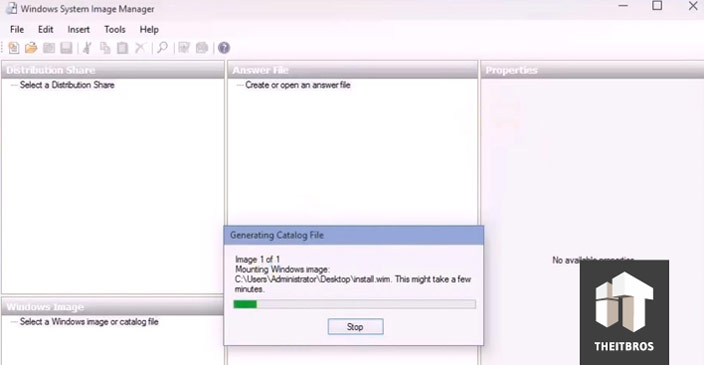 Windows System Image Manager
File Edit Insert Tools Help
Distribution Share
Select a Distribution Share
Answer File
Create or open an answer file
Properties
Generating Catalog File
Image 1 of 1
Mounting Windows image:
C:\Users\Administrator\Desktop\install.wim. This might take a few
minutes.
Stop
No available properties
Windows Image
Select a Windows image or catalog file
THEITBROS